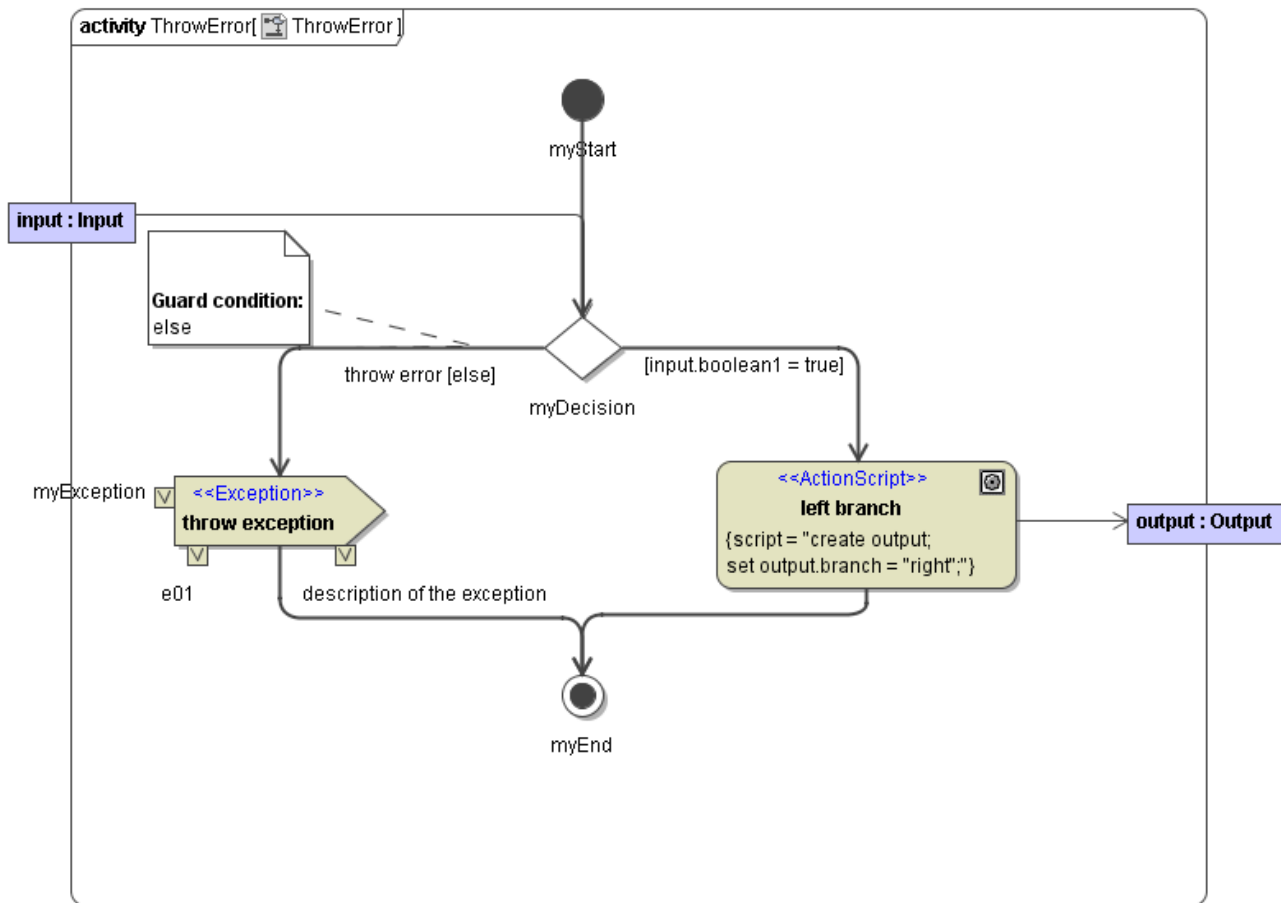 activity ThrowError[ ThrowError ]
myStart
input : Input
Guard condition:
else
throw error [else]
[input.boolean1 = true]
myDecision
myException
<<Exception>>
throw exception
e01
description of the exception
<<ActionScript>>
left branch
{script = "create output;
set output.branch = "right";"}
output : Output
myEnd